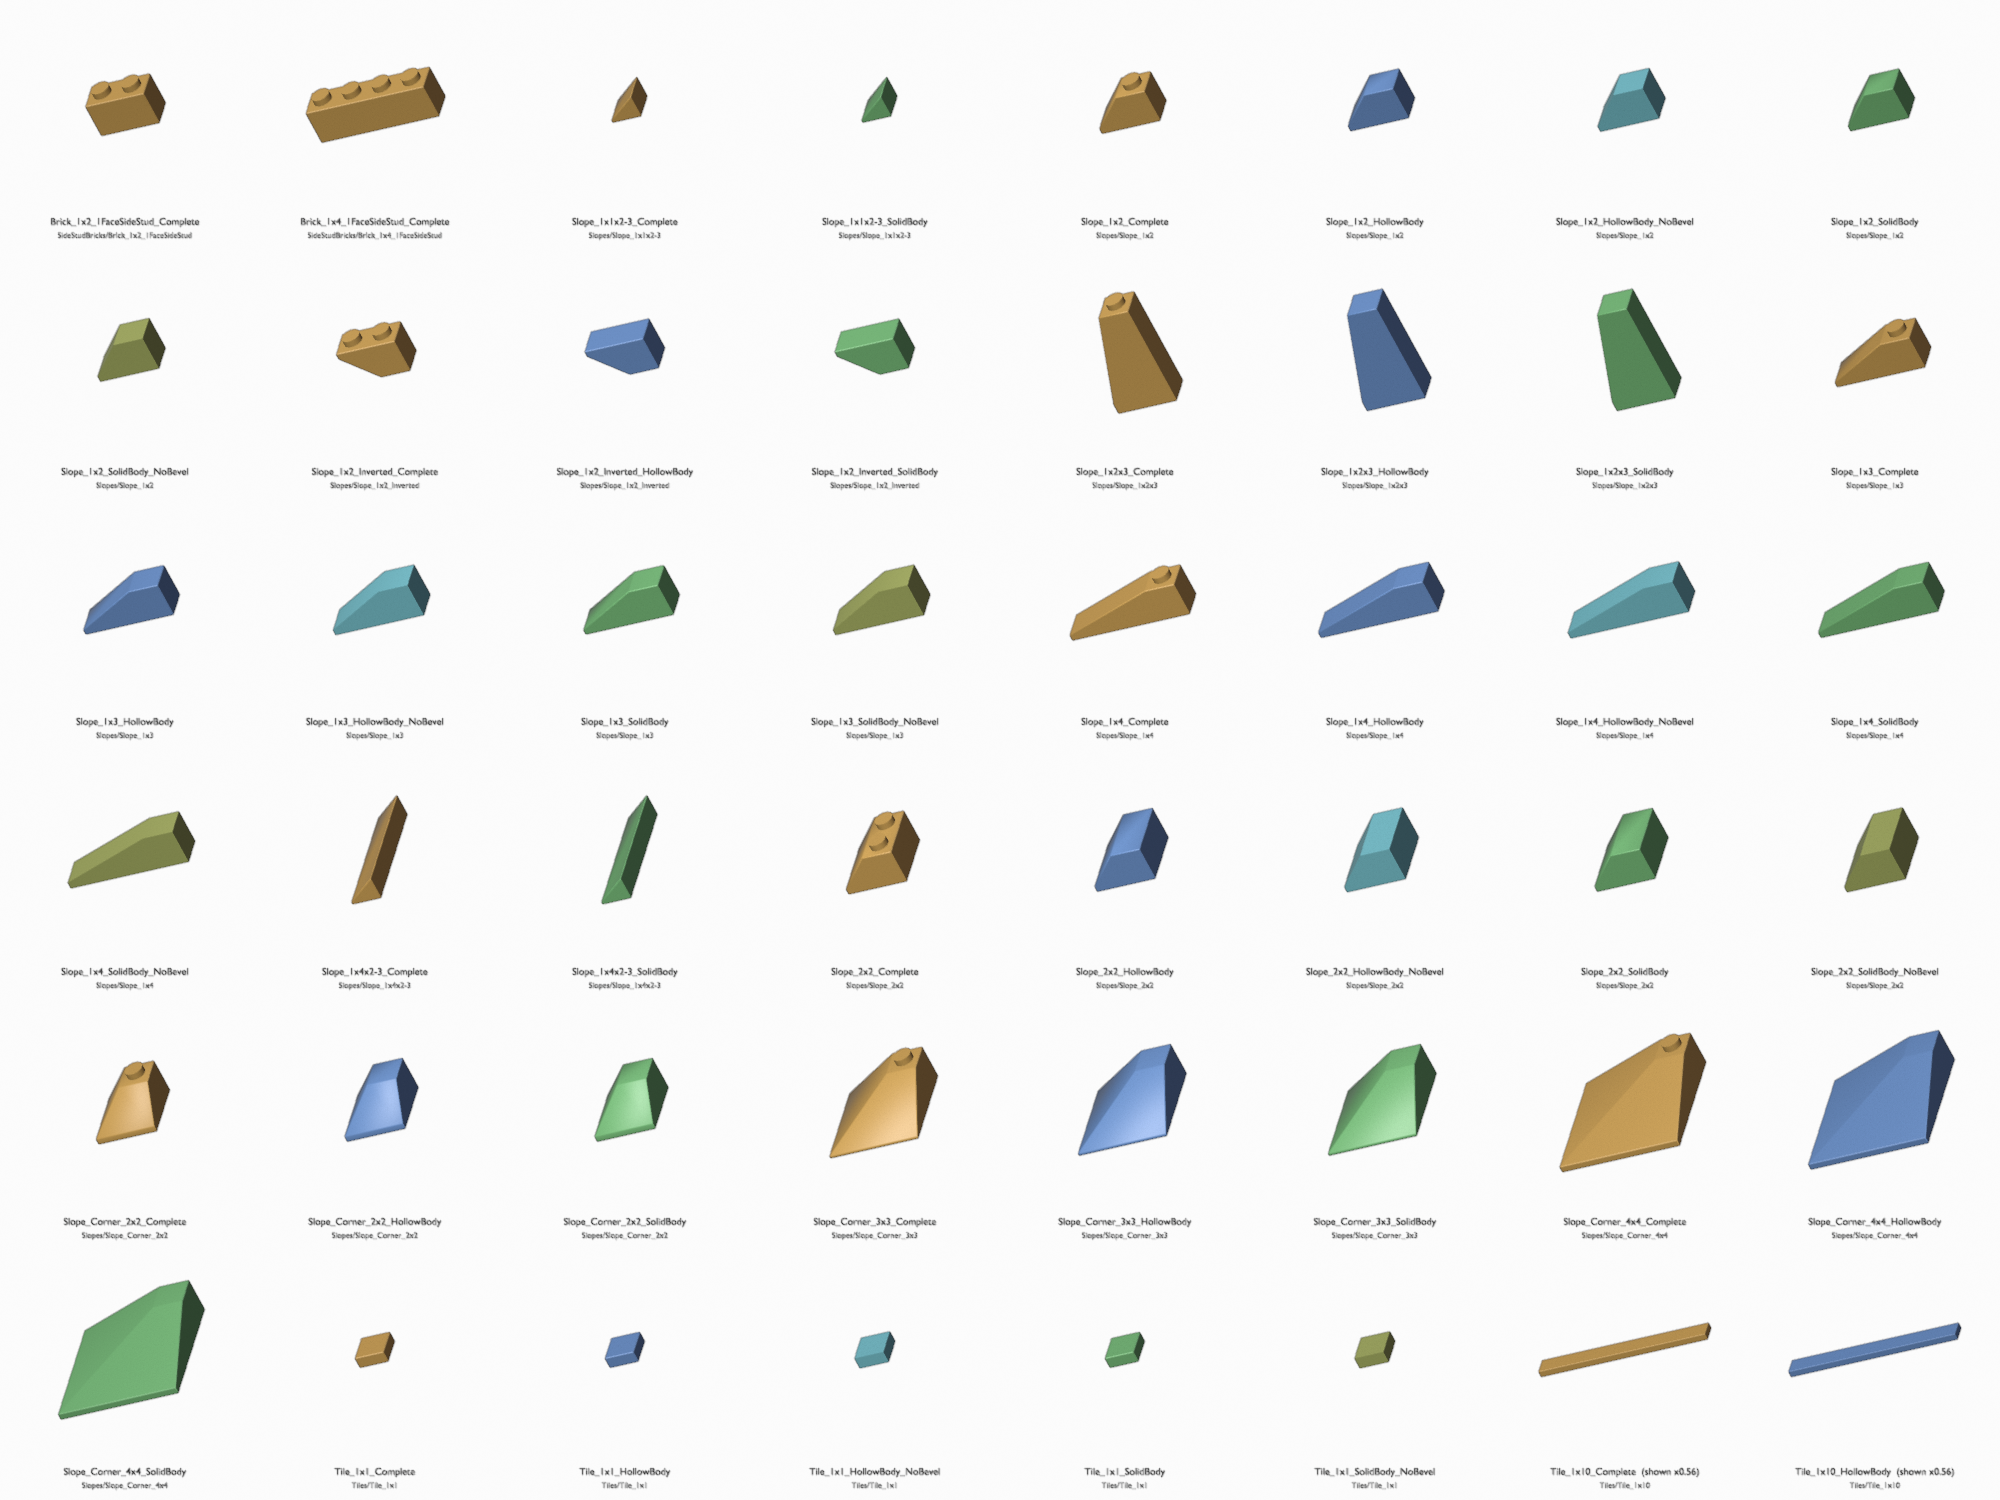 Brick_1x2_1FaceSideStud_Complete
SideStudBricks/Brick_1x2_1FaceSideStud
Brick_1x4_1FaceSideStud_Complete
SideStudBricks/Brick_1x4_1FaceSideStud
Slope_1x1x2-3_Complete
Slopes/Slope_1x1x2-3
Slope_1x1x2-3_SolidBody
Slopes/Slope_1x1x2-3
Slope_1x2_Complete
Slopes/Slope_1x2
Slope_1x2_HollowBody
Slopes/Slope_1x2
Slope_1x2_HollowBody_NoBevel
Slopes/Slope_1x2
Slope_1x2_SolidBody
Slopes/Slope_1x2
Slope_1x2_SolidBody_NoBevel
Slopes/Slope_1x2
Slope_1x2_Inverted_Complete
Slopes/Slope_1x2_Inverted
Slope_1x2_Inverted_HollowBody
Slopes/Slope_1x2_Inverted
Slope_1x2_Inverted_SolidBody
Slopes/Slope_1x2_Inverted
Slope_1x2x3_Complete
Slopes/Slope_1x2x3
Slope_1x2x3_HollowBody
Slopes/Slope_1x2x3
Slope_1x2x3_SolidBody
Slopes/Slope_1x2x3
Slope_1x3_Complete
Slopes/Slope_1x3
Slope_1x3_HollowBody
Slopes/Slope_1x3
Slope_1x3_HollowBody_NoBevel
Slopes/Slope_1x3
Slope_1x3_SolidBody
Slopes/Slope_1x3
Slope_1x3_SolidBody_NoBevel
Slopes/Slope_1x3
Slope_1x4_Complete
Slopes/Slope_1x4
Slope_1x4_HollowBody
Slopes/Slope_1x4
Slope_1x4_HollowBody_NoBevel
Slopes/Slope_1x4
Slope_1x4_SolidBody
Slopes/Slope_1x4
Slope_1x4_SolidBody_NoBevel
Slopes/Slope_1x4
Slope_1x4x2-3_Complete
Slopes/Slope_1x4x2-3
Slope_1x4x2-3_SolidBody
Slopes/Slope_1x4x2-3
Slope_2x2_Complete
Slopes/Slope_2x2
Slope_2x2_HollowBody
Slopes/Slope_2x2
Slope_2x2_HollowBody_NoBevel
Slopes/Slope_2x2
Slope_2x2_SolidBody
Slopes/Slope_2x2
Slope_2x2_SolidBody_NoBevel
Slopes/Slope_2x2
Slope_Corner_2x2_Complete
Slopes/Slope_Corner_2x2
Slope_Corner_2x2_HollowBody
Slopes/Slope_Corner_2x2
Slope_Corner_2x2_SolidBody
Slopes/Slope_Corner_2x2
Slope_Corner_3x3_Complete
Slopes/Slope_Corner_3x3
Slope_Corner_3x3_HollowBody
Slopes/Slope_Corner_3x3
Slope_Corner_3x3_SolidBody
Slopes/Slope_Corner_3x3
Slope_Corner_4x4_Complete
Slopes/Slope_Corner_4x4
Slope_Corner_4x4_HollowBody
Slopes/Slope_Corner_4x4
Slope_Corner_4x4_SolidBody
Slopes/Slope_Corner_4x4
Tile_1x1_Complete
Tiles/Tile_1x1
Tile_1x1_HollowBody
Tiles/Tile_1x1
Tile_1x1_HollowBody_NoBevel
Tiles/Tile_1x1
Tile_1x1_SolidBody
Tiles/Tile_1x1
Tile_1x1_SolidBody_NoBevel
Tiles/Tile_1x1
Tile_1x10_Complete (shown x0.56)
Tiles/Tile_1x10
Tile_1x10_HollowBody (shown x0.56)
Tiles/Tile_1x10